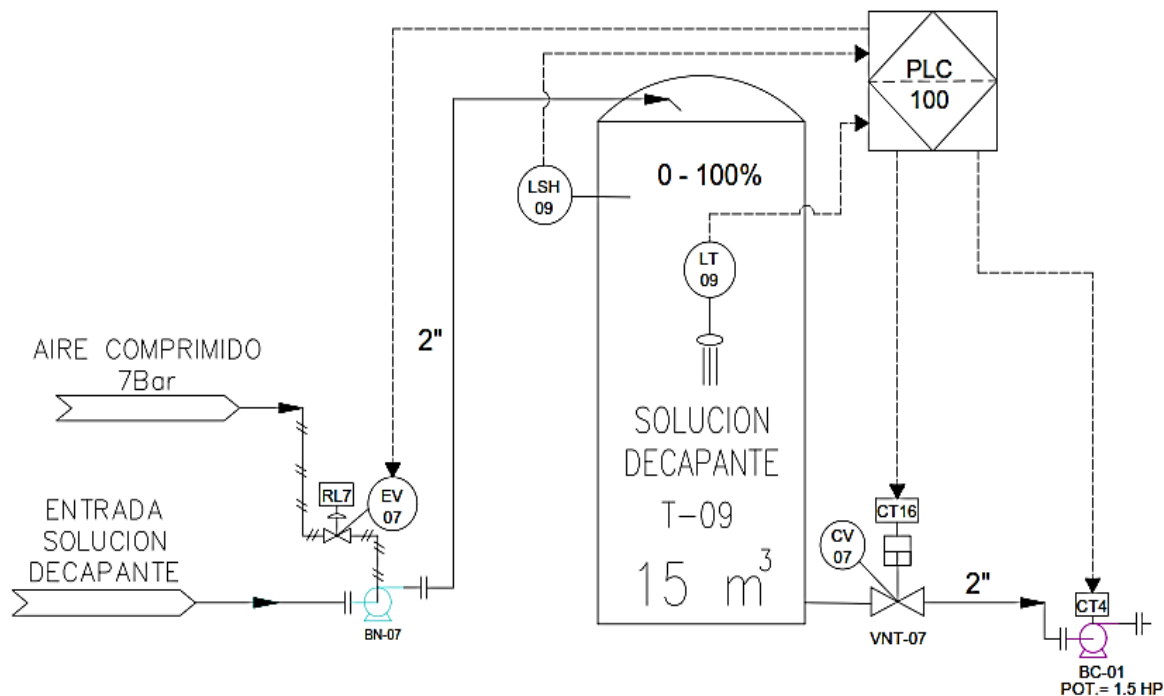 PLC
100
LSH
09
0 - 100%
LT
09
2"
AIRE COMPRIMIDO
7Bar
SOLUCION
DECAPANTE
T-09
15 m³
RL7
EV
07
ENTRADA
SOLUCION
DECAPANTE
BN-07
CT16
CV
07
VNT-07
2"
CT4
BC-01
POT.= 1.5 HP